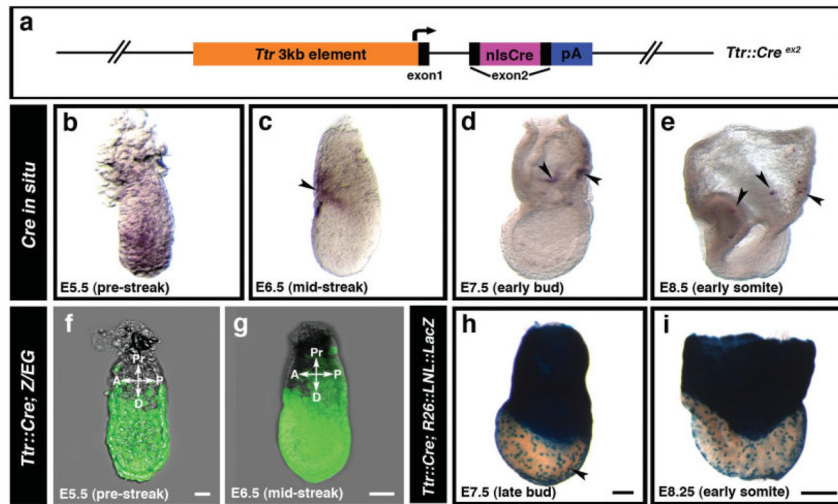 a
Ttr 3kb element
exon1
nlsCre
exon2
pA
Ttr::Cre ex2
Cre in situ
b
E5.5 (pre-streak)
c
E6.5 (mid-streak)
d
E7.5 (early bud)
e
E8.5 (early somite)
Ttr::Cre; Z/EG
f
Pr
A
P
D
E5.5 (pre-streak)
g
Pr
A
P
D
E6.5 (mid-streak)
Ttr::Cre; R26::LNL::LacZ
h
E7.5 (late bud)
i
E8.25 (early somite)